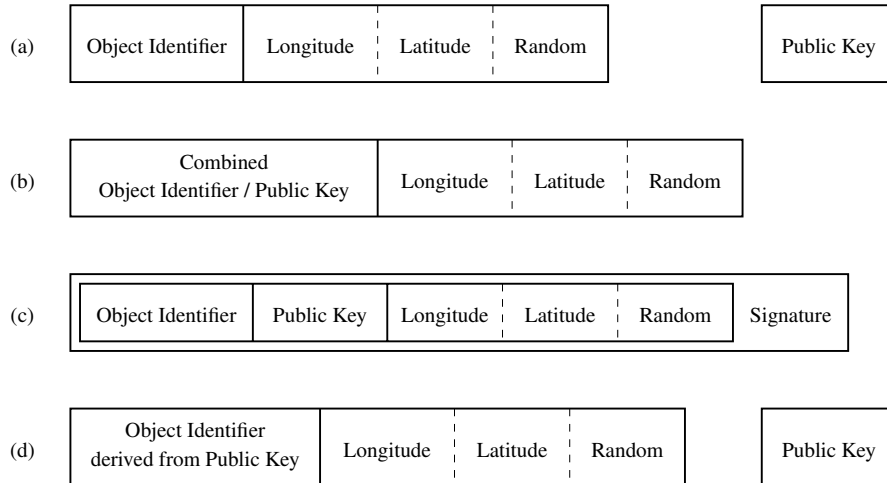 (a) Object Identifier Longitude Latitude Random Public Key
(b) Combined
Object Identifier / Public Key Longitude Latitude Random
(c) Object Identifier Public Key Longitude Latitude Random Signature
(d) Object Identifier
derived from Public Key Longitude Latitude Random Public Key